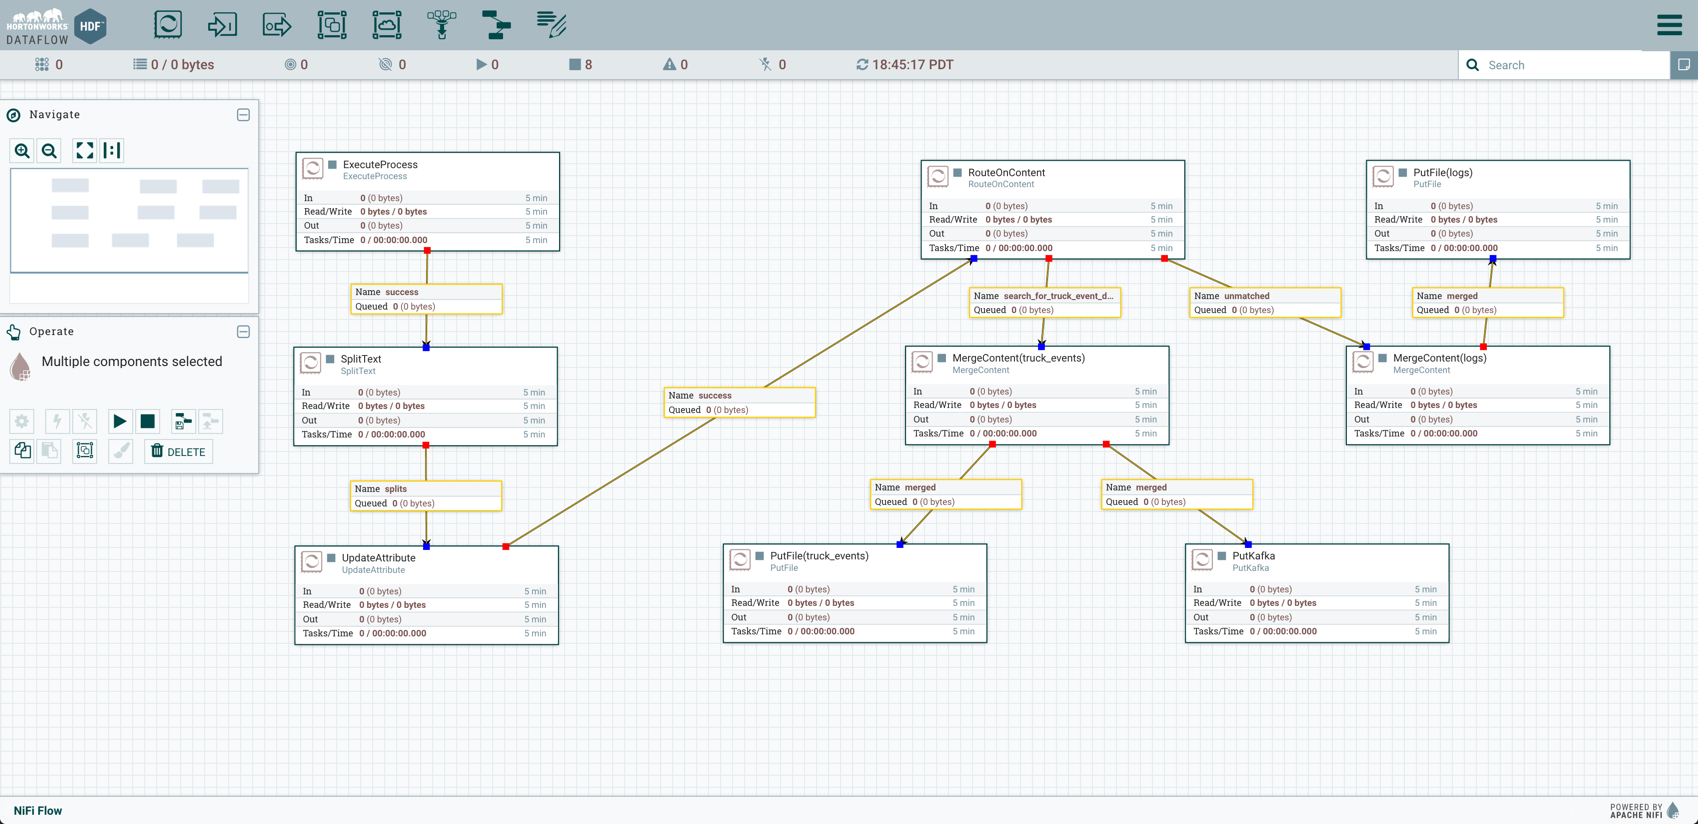 HORTONWORKS
DATAFLOW
HDF
0
0 / 0 bytes
0
0
0
8
0
0
18:45:17 PDT
Search
Navigate
Operate
Multiple components selected
DELETE
ExecuteProcess
ExecuteProcess
In 0 (0 bytes) 5 min
Read/Write 0 bytes / 0 bytes 5 min
Out 0 (0 bytes) 5 min
Tasks/Time 0 / 00:00:00.000 5 min
Name success
Queued 0 (0 bytes)
SplitText
SplitText
In 0 (0 bytes) 5 min
Read/Write 0 bytes / 0 bytes 5 min
Out 0 (0 bytes) 5 min
Tasks/Time 0 / 00:00:00.000 5 min
Name splits
Queued 0 (0 bytes)
UpdateAttribute
UpdateAttribute
In 0 (0 bytes) 5 min
Read/Write 0 bytes / 0 bytes 5 min
Out 0 (0 bytes) 5 min
Tasks/Time 0 / 00:00:00.000 5 min
Name success
Queued 0 (0 bytes)
RouteOnContent
RouteOnContent
In 0 (0 bytes) 5 min
Read/Write 0 bytes / 0 bytes 5 min
Out 0 (0 bytes) 5 min
Tasks/Time 0 / 00:00:00.000 5 min
Name search_for_truck_event_d...
Queued 0 (0 bytes)
Name unmatched
Queued 0 (0 bytes)
MergeContent(truck_events)
MergeContent
In 0 (0 bytes) 5 min
Read/Write 0 bytes / 0 bytes 5 min
Out 0 (0 bytes) 5 min
Tasks/Time 0 / 00:00:00.000 5 min
Name merged
Queued 0 (0 bytes)
Name merged
Queued 0 (0 bytes)
PutFile(truck_events)
PutFile
In 0 (0 bytes) 5 min
Read/Write 0 bytes / 0 bytes 5 min
Out 0 (0 bytes) 5 min
Tasks/Time 0 / 00:00:00.000 5 min
PutKafka
PutKafka
In 0 (0 bytes) 5 min
Read/Write 0 bytes / 0 bytes 5 min
Out 0 (0 bytes) 5 min
Tasks/Time 0 / 00:00:00.000 5 min
PutFile(logs)
PutFile
In 0 (0 bytes) 5 min
Read/Write 0 bytes / 0 bytes 5 min
Out 0 (0 bytes) 5 min
Tasks/Time 0 / 00:00:00.000 5 min
Name merged
Queued 0 (0 bytes)
MergeContent(logs)
MergeContent
In 0 (0 bytes) 5 min
Read/Write 0 bytes / 0 bytes 5 min
Out 0 (0 bytes) 5 min
Tasks/Time 0 / 00:00:00.000 5 min
NiFi Flow
POWERED BY
APACHE NIFI